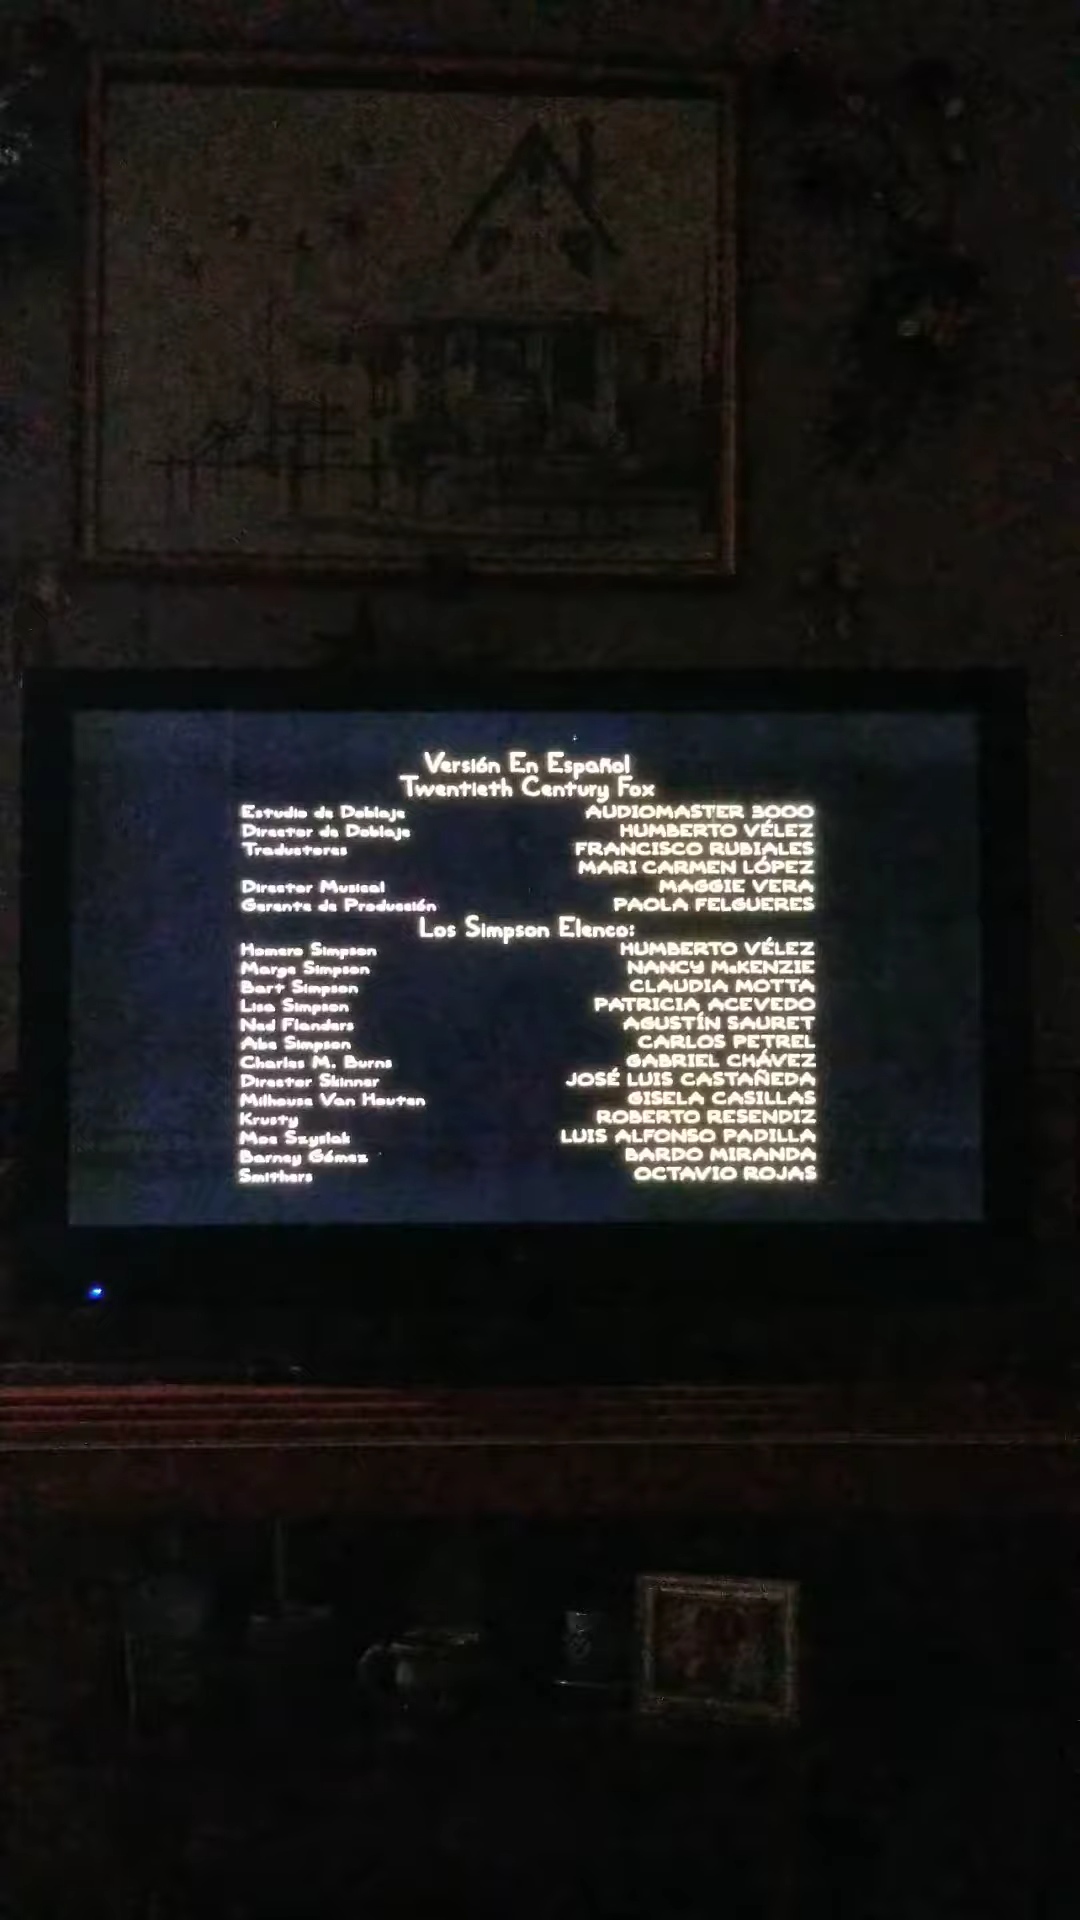 Versión En Español
Twentieth Century Fox
Estudio de Doblaje AUDIOMASTER 3000
Director de Doblaje HUMBERTO VÉLEZ
Traductores FRANCISCO RUBIALES
MARI CARMEN LÓPEZ
Director Musical MAGGIE VERA
Gerente de Producción PAOLA FELGUERES
Los Simpson Elenco:
Homero Simpson HUMBERTO VÉLEZ
Marge Simpson NANCY McKENZIE
Bart Simpson CLAUDIA MOTTA
Lisa Simpson PATRICIA ACEVEDO
Ned Flanders AGUSTÍN SAURET
Abe Simpson CARLOS PETREL
Charles M. Burns GABRIEL CHÁVEZ
Director Skinner JOSÉ LUIS CASTAÑEDA
Milhouse Van Houten GISELA CASILLAS
Krusty ROBERTO RESENDIZ
Moe Szyslak LUIS ALFONSO PADILLA
Barney Gómez BARDO MIRANDA
Smithers OCTAVIO ROJAS